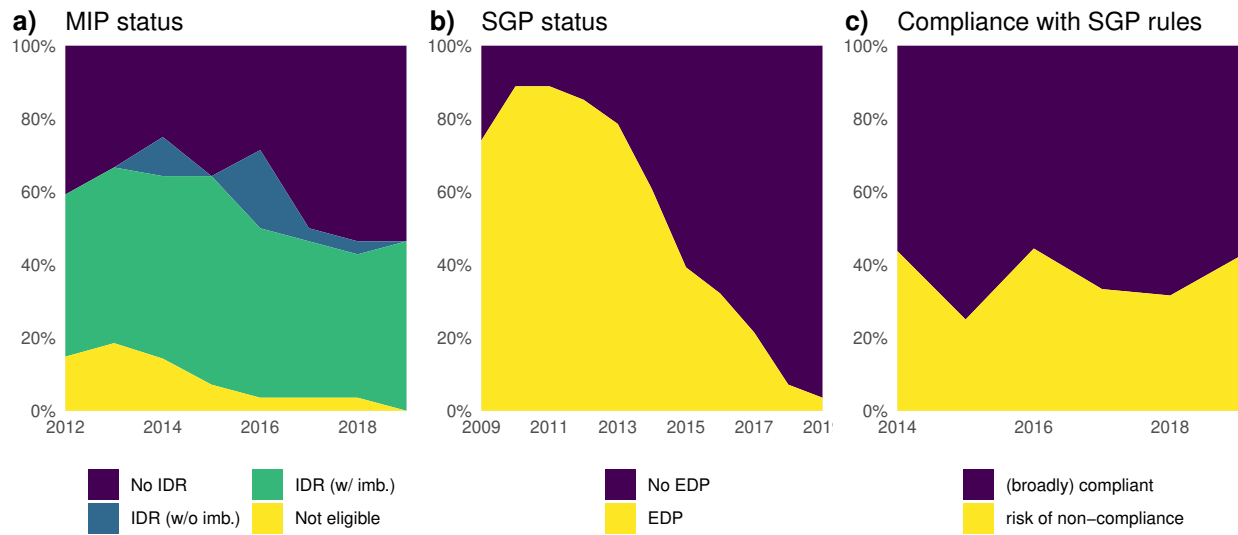 a) MIP status
100%
80%
60%
40%
20%
0%
2012 2014 2016 2018
No IDR
IDR (w/ imb.)
IDR (w/o imb.)
Not eligible
b) SGP status
100%
80%
60%
40%
20%
0%
2009 2011 2013 2015 2017 201
No EDP
EDP
c) Compliance with SGP rules
100%
80%
60%
40%
20%
0%
2014 2016 2018
(broadly) compliant
risk of non−compliance